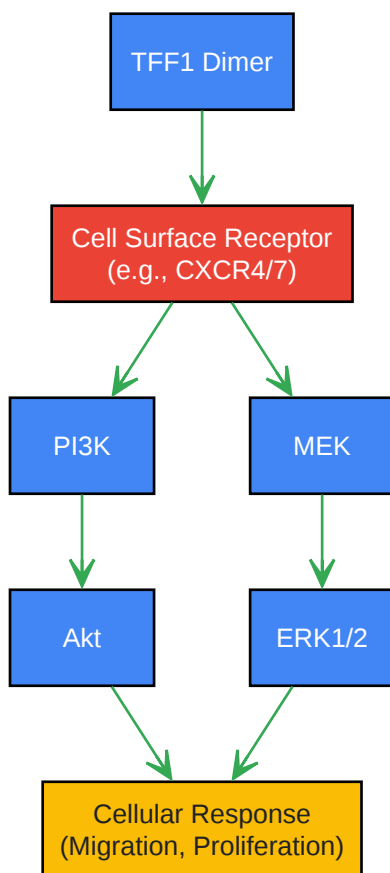 TFF1 Dimer
Cell Surface Receptor
(e.g., CXCR4/7)
PI3K
MEK
Akt
ERK1/2
Cellular Response
(Migration, Proliferation)